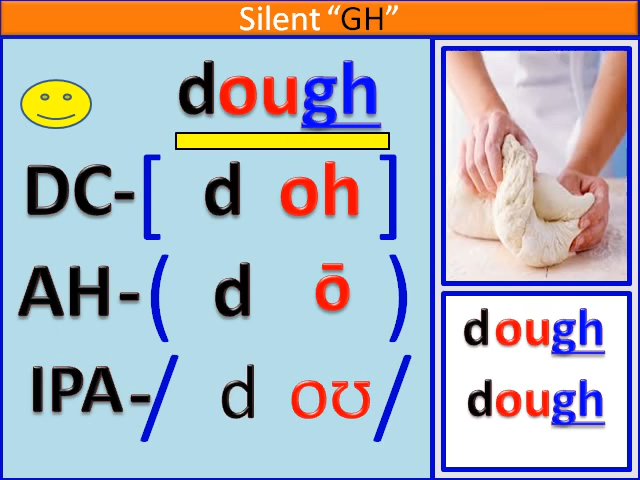 Silent “GH”
dough
DC-[ d oh ]
AH-( d ō )
IPA-/ d oʊ/
dough
dough